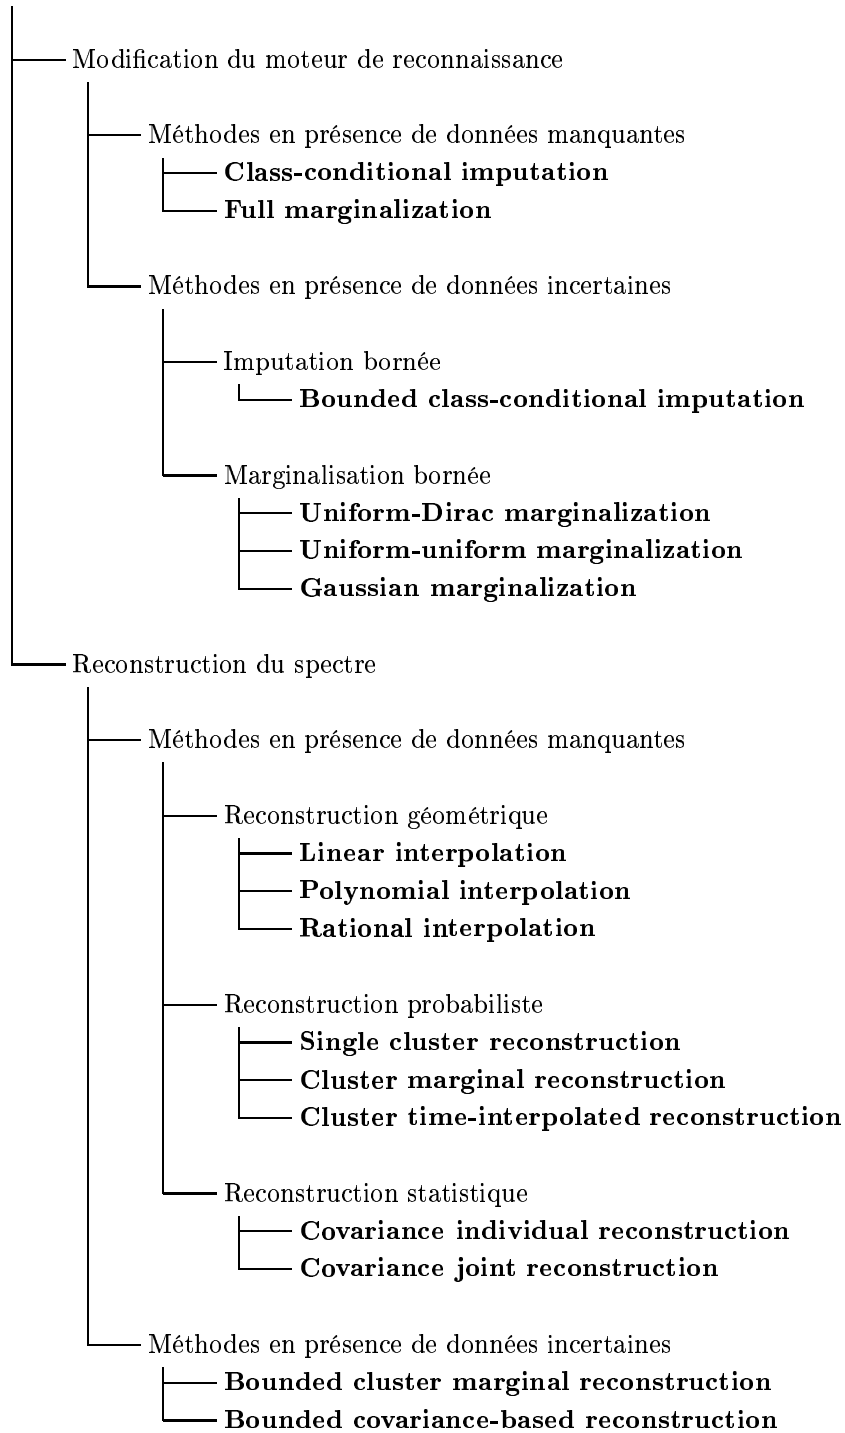 Modification du moteur de reconnaissance
Méthodes en présence de données manquantes
Class-conditional imputation
Full marginalization
Méthodes en présence de données incertaines
Imputation bornée
Bounded class-conditional imputation
Marginalisation bornée
Uniform-Dirac marginalization
Uniform-uniform marginalization
Gaussian marginalization
Reconstruction du spectre
Méthodes en présence de données manquantes
Reconstruction géométrique
Linear interpolation
Polynomial interpolation
Rational interpolation
Reconstruction probabiliste
Single cluster reconstruction
Cluster marginal reconstruction
Cluster time-interpolated reconstruction
Reconstruction statistique
Covariance individual reconstruction
Covariance joint reconstruction
Méthodes en présence de données incertaines
Bounded cluster marginal reconstruction
Bounded covariance-based reconstruction